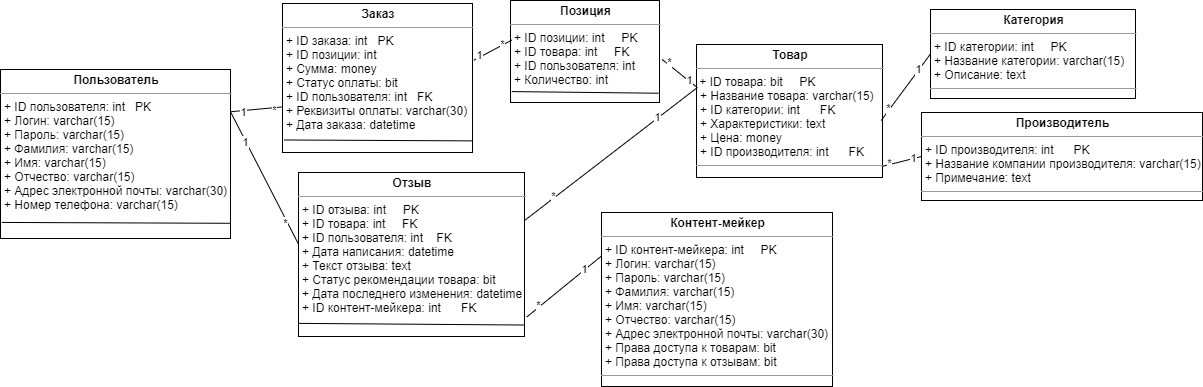 Пользователь
+ ID пользователя: int PK
+ Логин: varchar(15)
+ Пароль: varchar(15)
+ Фамилия: varchar(15)
+ Имя: varchar(15)
+ Отчество: varchar(15)
+ Адрес электронной почты: varchar(30)
+ Номер телефона: varchar(15)
Заказ
+ ID заказа: int PK
+ ID позиции: int
+ Сумма: money
+ Статус оплаты: bit
+ ID пользователя: int FK
+ Реквизиты оплаты: varchar(30)
+ Дата заказа: datetime
Позиция
+ ID позиции: int PK
+ ID товара: int FK
+ ID пользователя: int
+ Количество: int
Товар
+ ID товара: bit PK
+ Название товара: varchar(15)
+ ID категории: int FK
+ Характеристики: text
+ Цена: money
+ ID производителя: int FK
Категория
+ ID категории: int PK
+ Название категории: varchar(15)
+ Описание: text
Производитель
+ ID производителя: int PK
+ Название компании производителя: varchar(15)
+ Примечание: text
Отзыв
+ ID отзыва: int PK
+ ID товара: int FK
+ ID пользователя: int FK
+ Дата написания: datetime
+ Текст отзыва: text
+ Статус рекомендации товара: bit
+ Дата последнего изменения: datetime
+ ID контент-мейкера: int FK
Контент-мейкер
+ ID контент-мейкера: int PK
+ Логин: varchar(15)
+ Пароль: varchar(15)
+ Фамилия: varchar(15)
+ Имя: varchar(15)
+ Отчество: varchar(15)
+ Адрес электронной почты: varchar(30)
+ Права доступа к товарам: bit
+ Права доступа к отзывам: bit
1 *
1 *
1 *
* 1
1 *
1 *
* 1
* 1